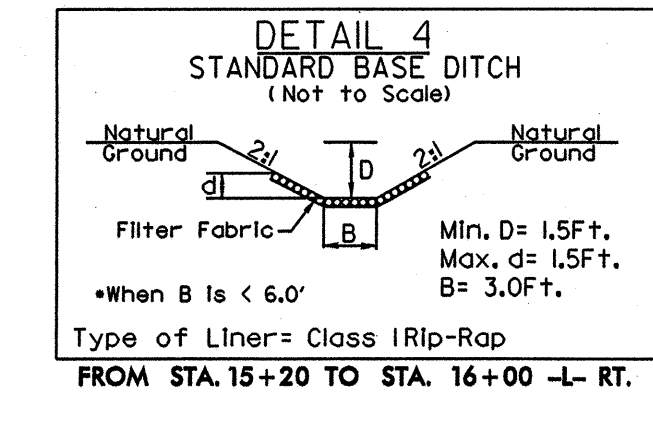 DETAIL 4
STANDARD BASE DITCH
(Not to Scale)
Natural
Ground
2:1
D
2:1
Natural
Ground
d
Filter Fabric
B
Min. D= 1.5Ft.
Max. d= 1.5Ft.
B= 3.0Ft.
*When B is < 6.0'
Type of Liner= Class I Rip-Rap
FROM STA. 15+20 TO STA. 16+00 -L- RT.